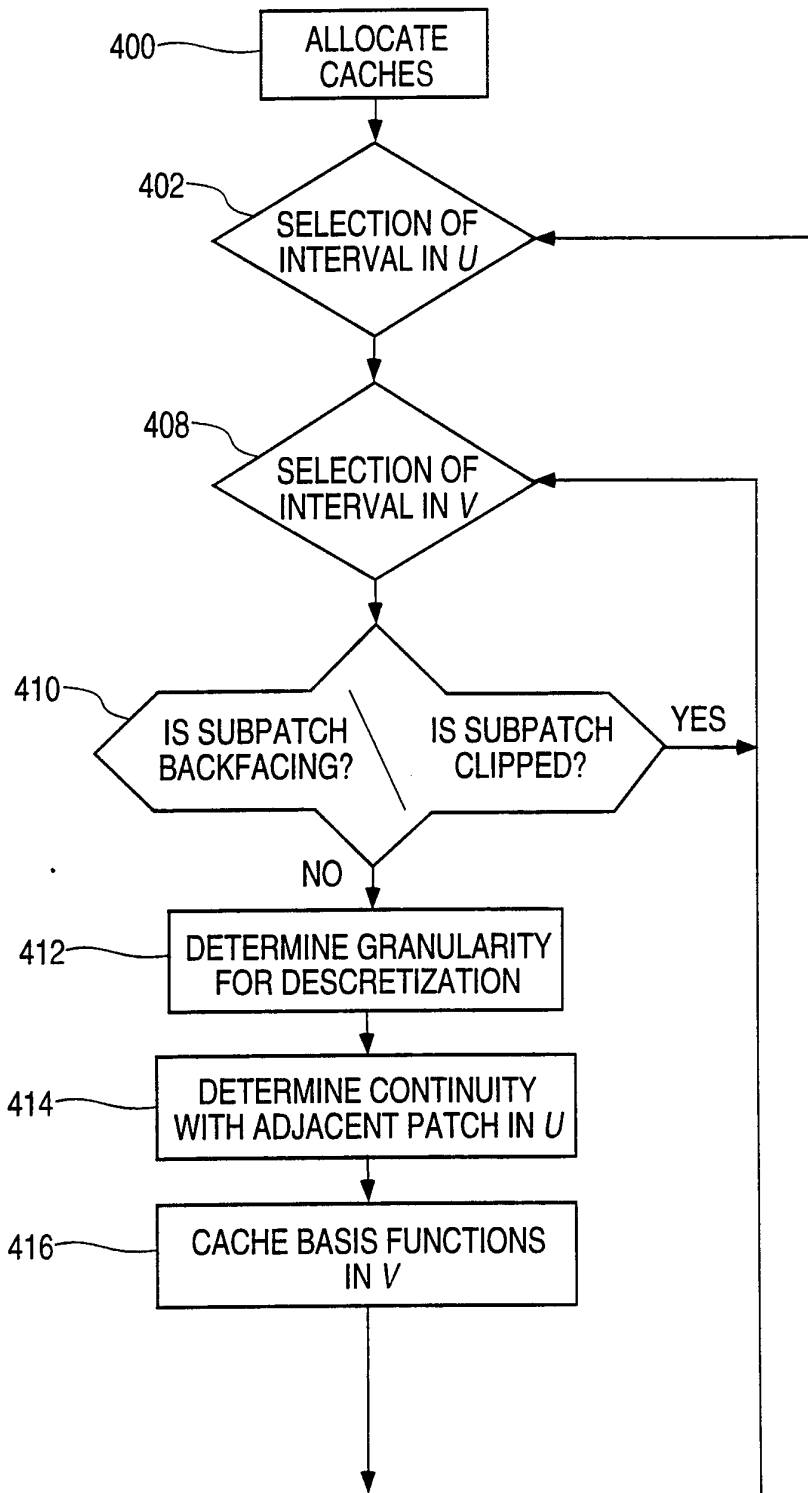 400
ALLOCATE
CACHES
402
SELECTION OF
INTERVAL IN U
408
SELECTION OF
INTERVAL IN V
410
IS SUBPATCH
BACKFACING?
IS SUBPATCH
CLIPPED?
YES
NO
412
DETERMINE GRANULARITY
FOR DESCRETIZATION
414
DETERMINE CONTINUITY
WITH ADJACENT PATCH IN U
416
CACHE BASIS FUNCTIONS
IN V